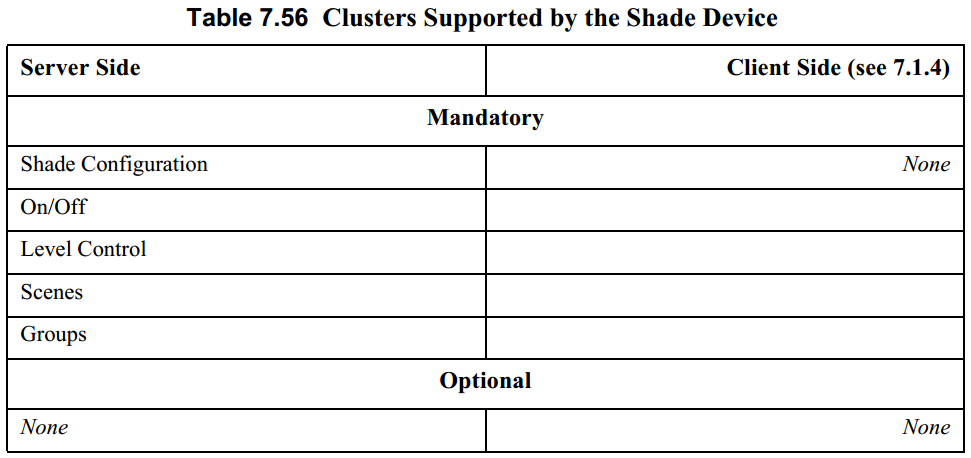 Table 7.56 Clusters Supported by the Shade Device
Server Side Client Side (see 7.1.4)
Mandatory
Shade Configuration None
On/Off
Level Control
Scenes
Groups
Optional
None None